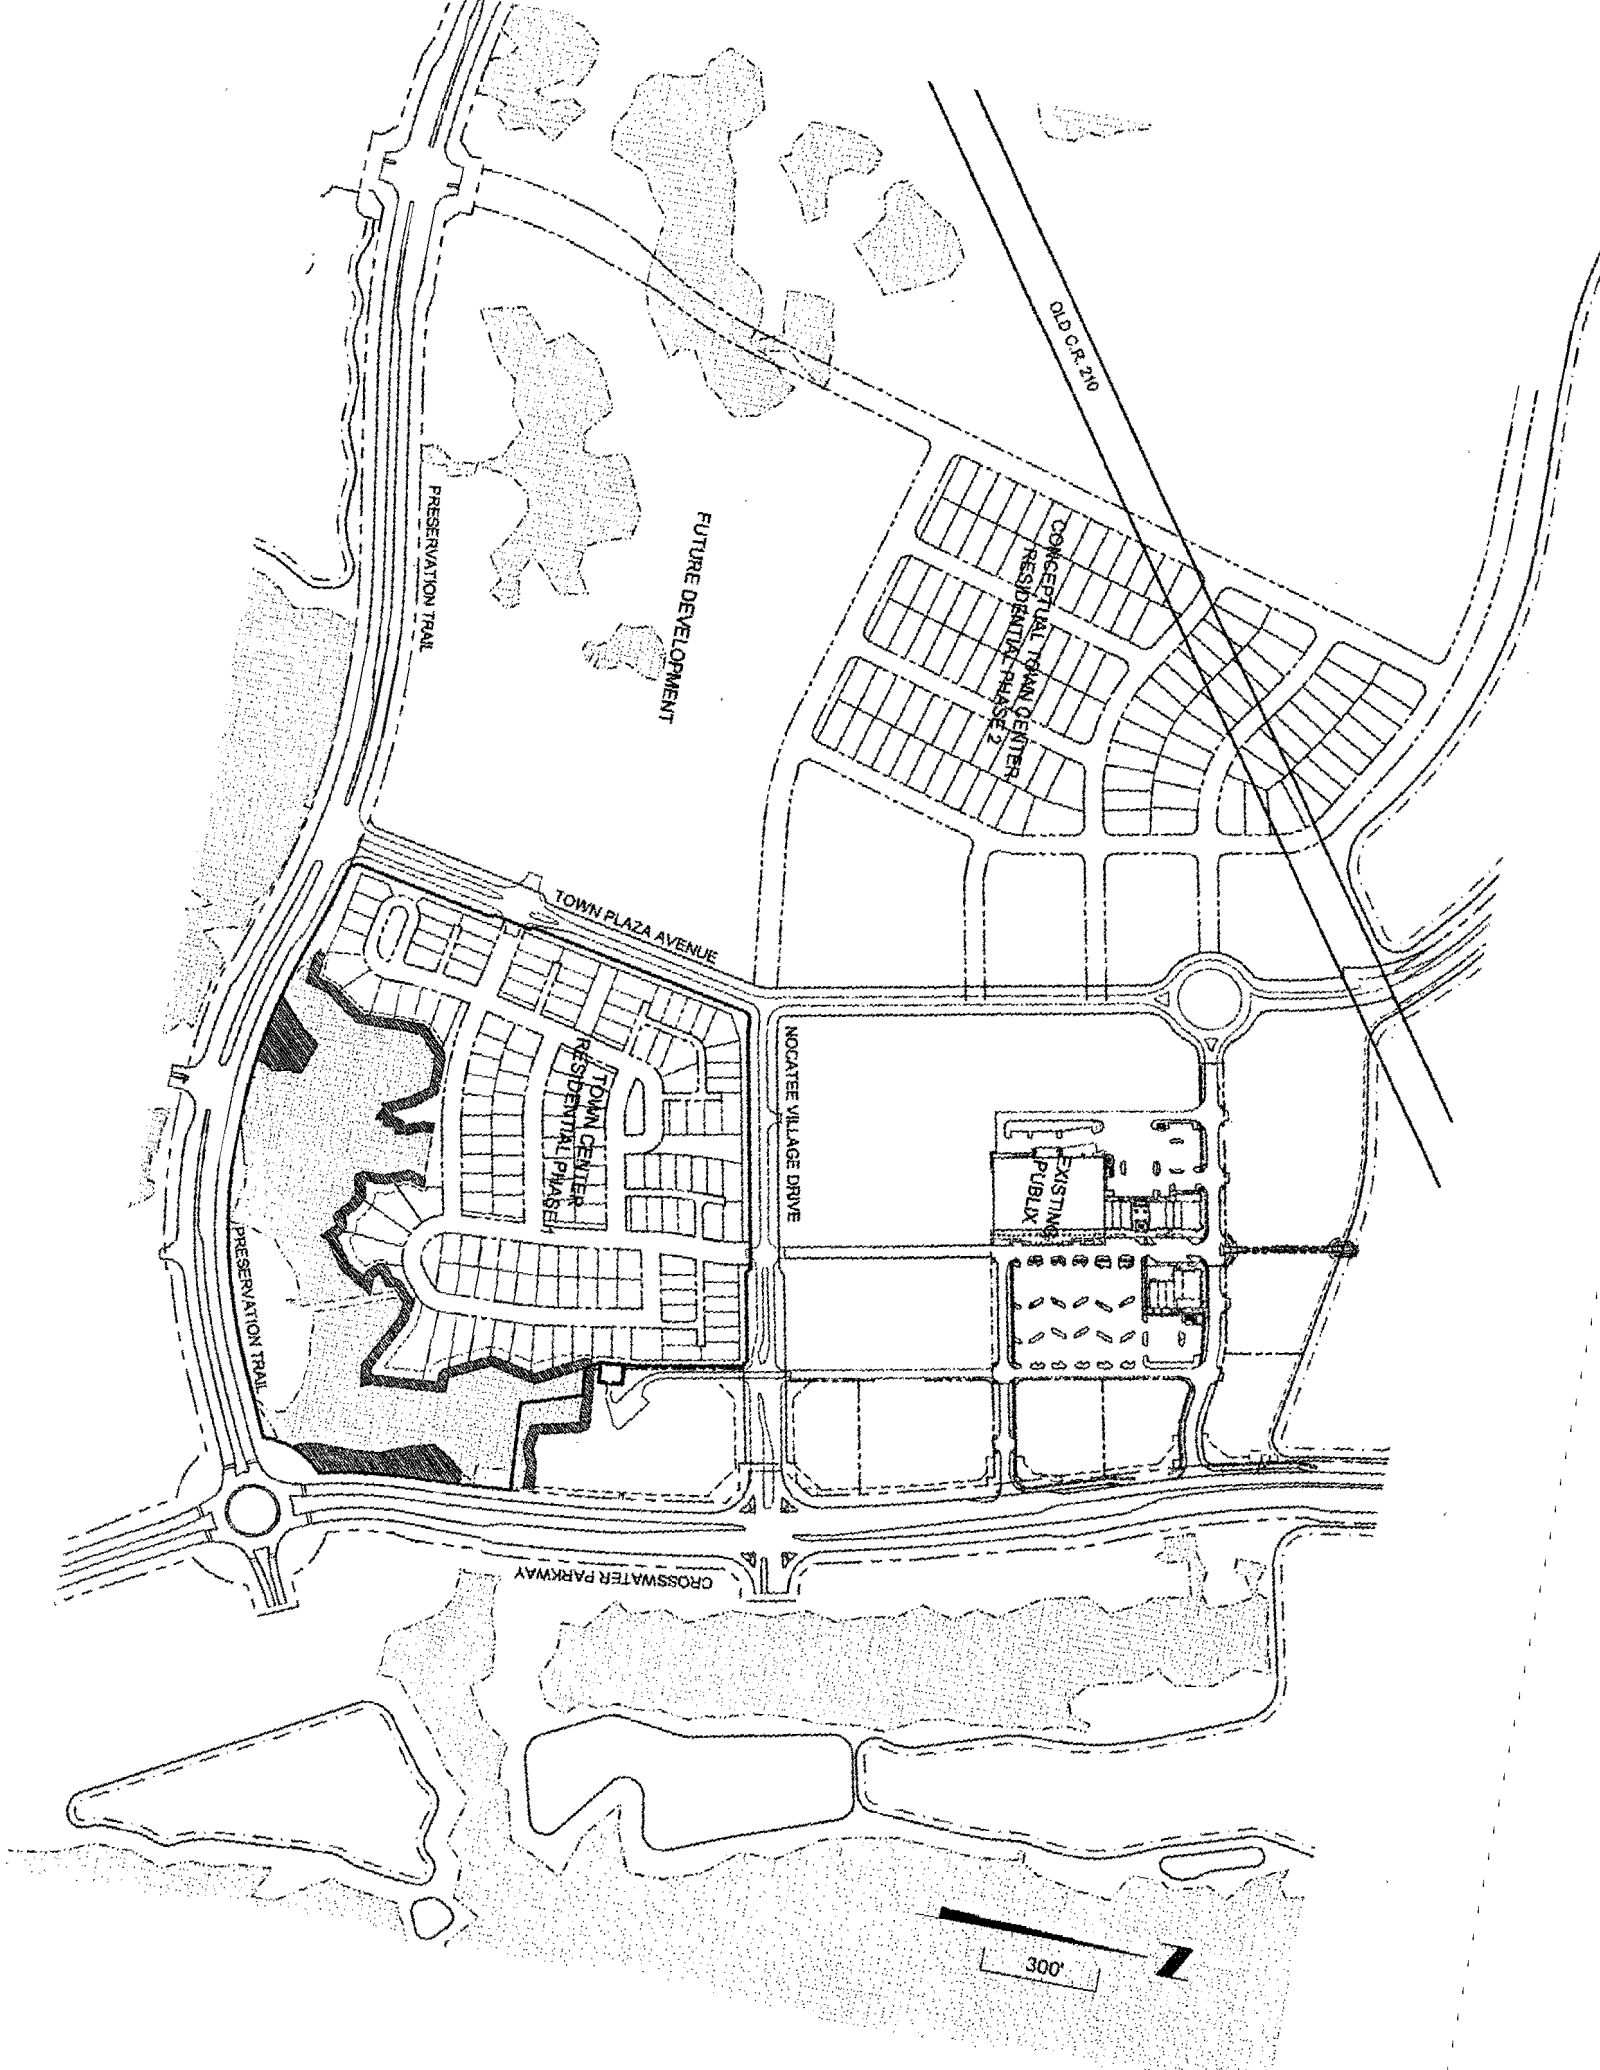 OLD C.R. 210
PRESERVATION TRAIL
FUTURE DEVELOPMENT
CONCEPTUAL TOWN CENTER
RESIDENTIAL PHASE 2
TOWN PLAZA AVENUE
NOCATEE VILLAGE DRIVE
TOWN CENTER
RESIDENTIAL PHASE I
EXISTING
PUBLIX
PRESERVATION TRAIL
CROSSWATER PARKWAY
300'
N